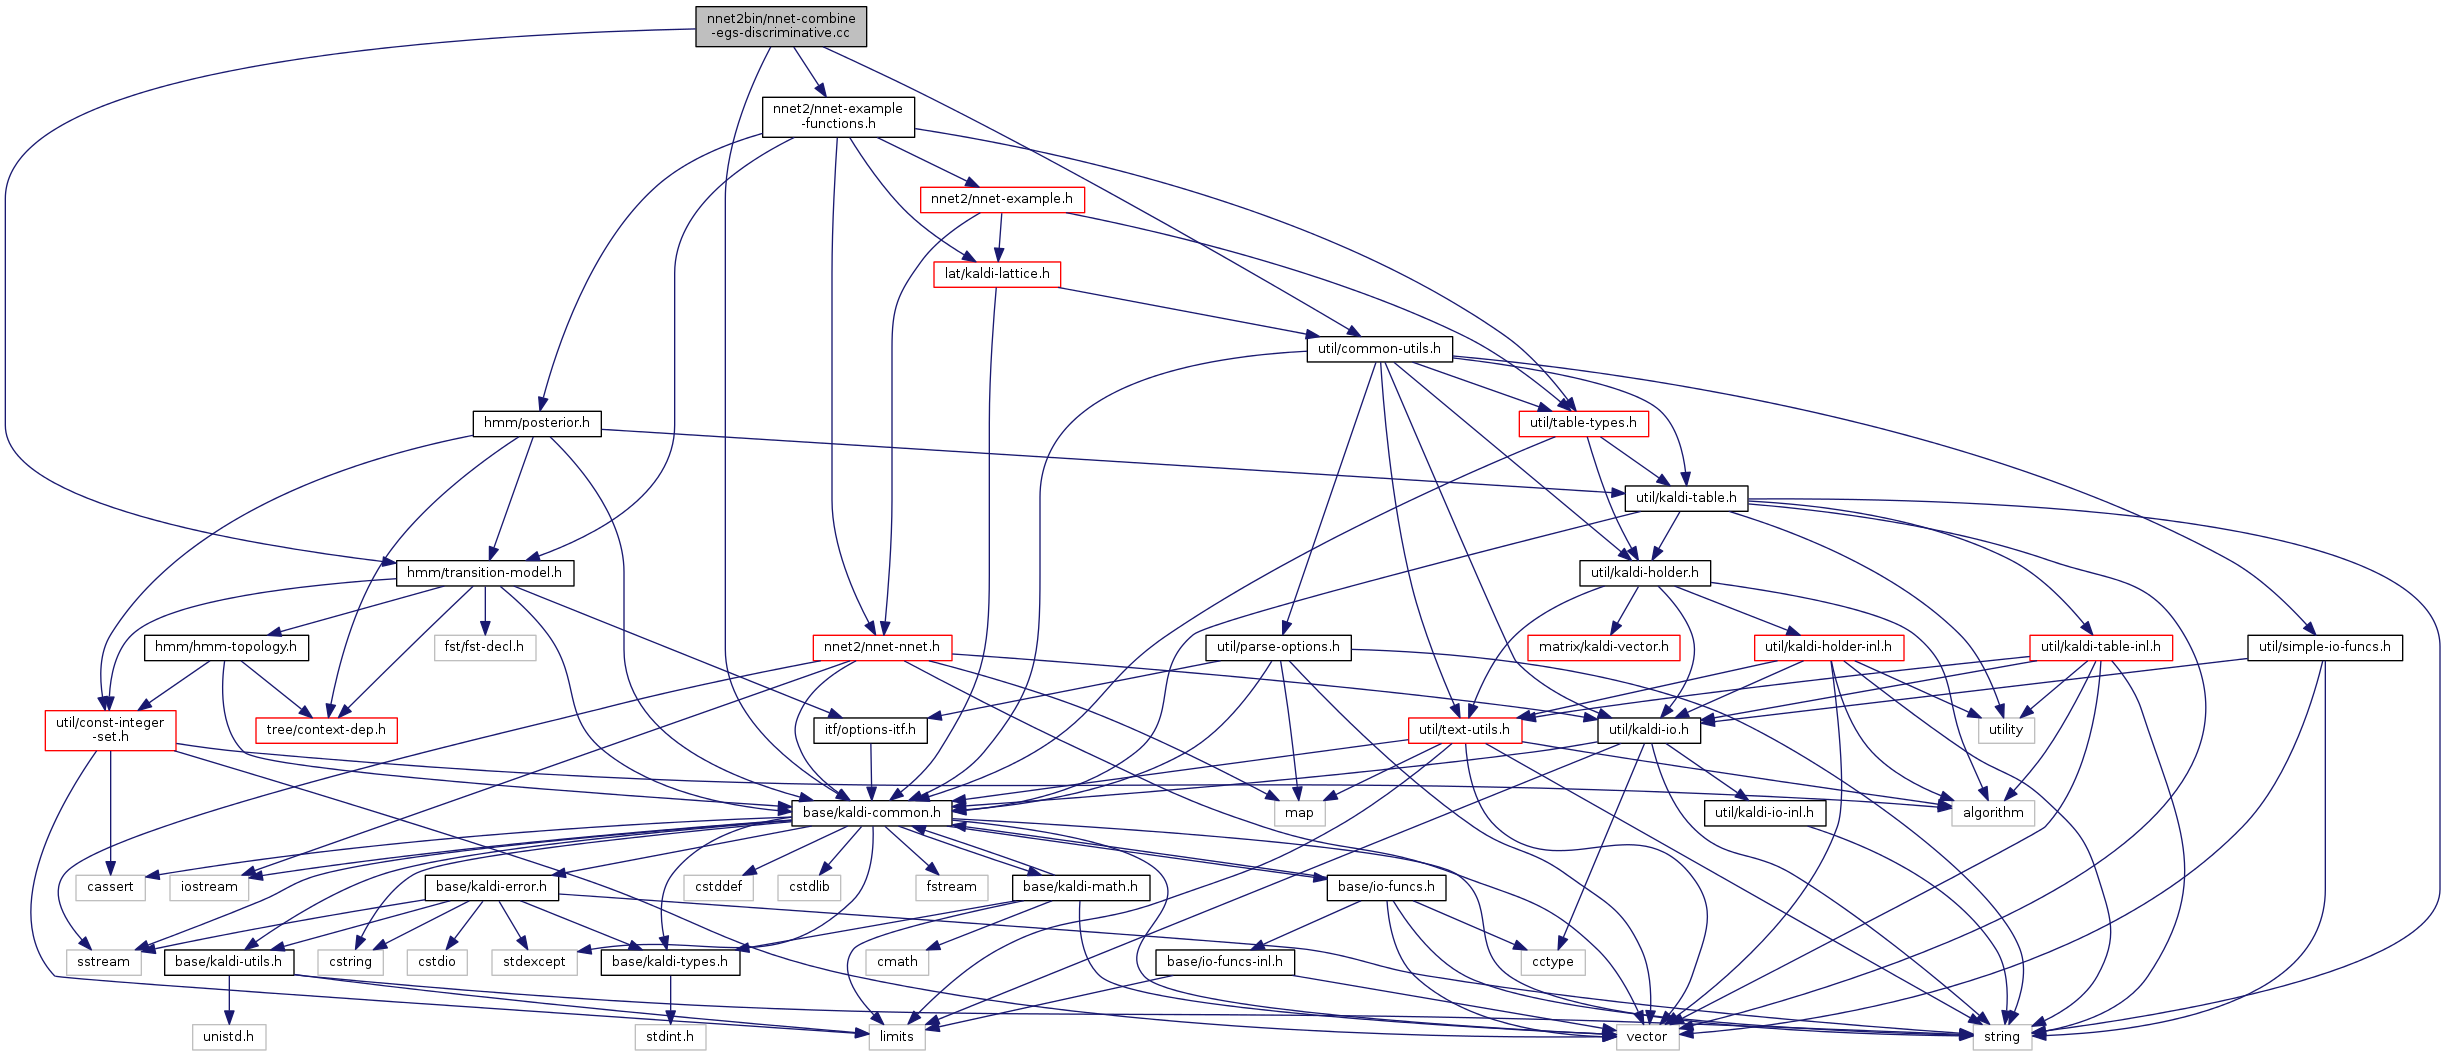 nnet2bin/nnet-combine
-egs-discriminative.cc
nnet2/nnet-example
-functions.h
nnet2/nnet-example.h
lat/kaldi-lattice.h
util/common-utils.h
hmm/posterior.h
util/table-types.h
util/kaldi-table.h
hmm/transition-model.h
util/kaldi-holder.h
hmm/hmm-topology.h
fst/fst-decl.h
nnet2/nnet-nnet.h
util/parse-options.h
matrix/kaldi-vector.h
util/kaldi-holder-inl.h
util/kaldi-table-inl.h
util/simple-io-funcs.h
util/const-integer
-set.h
tree/context-dep.h
itf/options-itf.h
util/text-utils.h
util/kaldi-io.h
utility
base/kaldi-common.h
map
util/kaldi-io-inl.h
algorithm
cassert
iostream
base/kaldi-error.h
cstddef
cstdlib
fstream
base/kaldi-math.h
base/io-funcs.h
sstream
base/kaldi-utils.h
cstring
cstdio
stdexcept
base/kaldi-types.h
cmath
base/io-funcs-inl.h
cctype
unistd.h
stdint.h
limits
vector
string